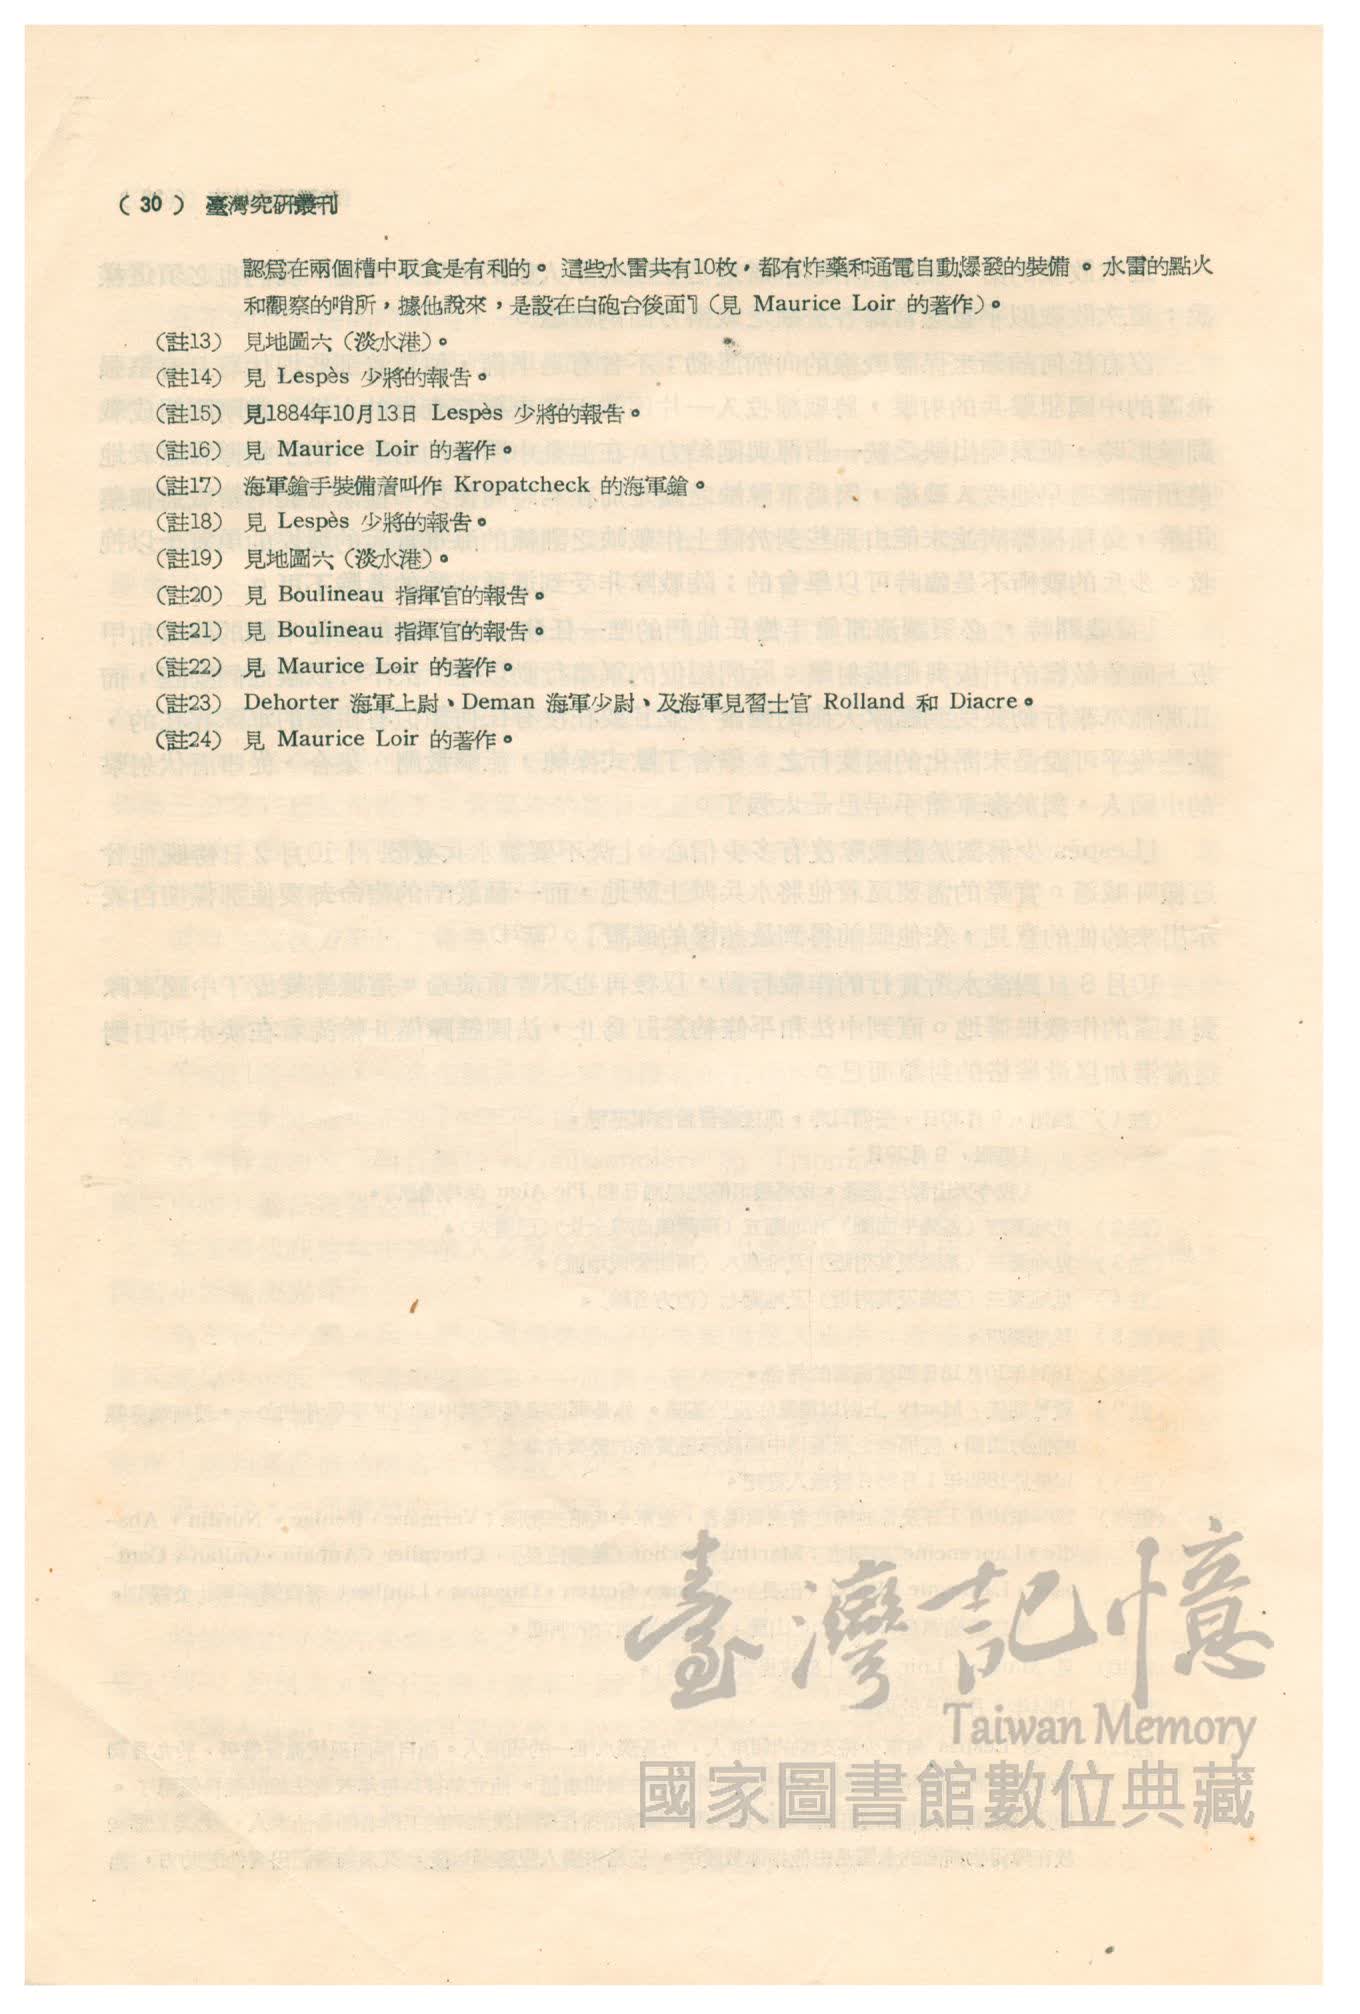 ( 30 ) 臺灣究研叢刊
認爲在兩個槽中取食是有利的。這些水雷共有10枚,都有炸藥和通電自動爆發的裝備。水雷的點火
和觀察的哨所,據他說來,是設在白砲台後面』(見 Maurice Loir 的著作)。
(註13) 見地圖六(淡水港)。
(註14) 見 Lespès 少將的報告。
(註15) 見1884年10月13日 Lespès 少將的報告。
(註16) 見 Maurice Loir 的著作。
(註17) 海軍鎗手裝備着叫作 Kropatcheck 的海軍鎗。
(註18) 見 Lespès 少將的報告。
(註19) 見地圖六(淡水港)。
(註20) 見 Boulineau 指揮官的報告。
(註21) 見 Boulineau 指揮官的報告。
(註22) 見 Maurice Loir 的著作。
(註23) Dehorter 海軍上尉、Deman 海軍少尉、及海軍見習士官 Rolland 和 Diacre。
(註24) 見 Maurice Loir 的著作。
臺灣記憶
Taiwan Memory
國家圖書館數位典藏